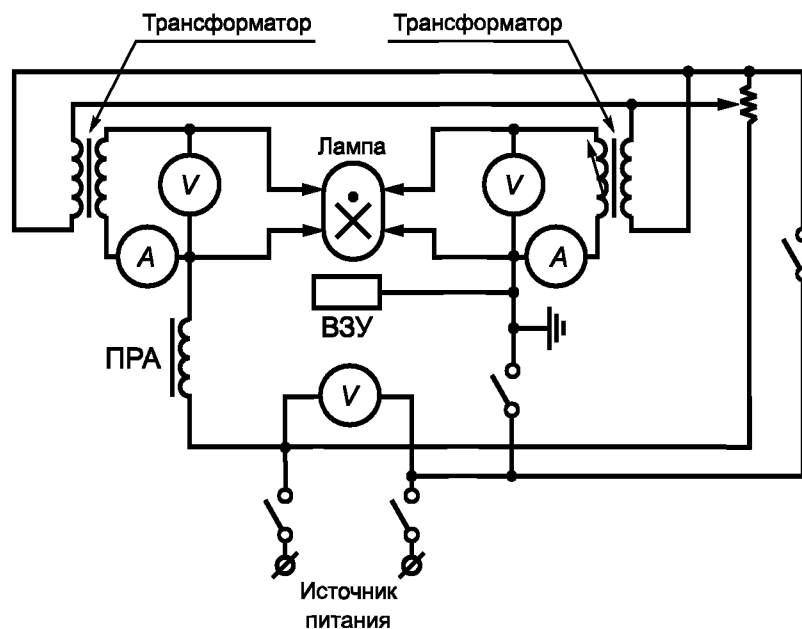 Трансформатор
Трансформатор
Лампа
V
V
A
A
ВЗУ
ПРА
V
Источник
питания